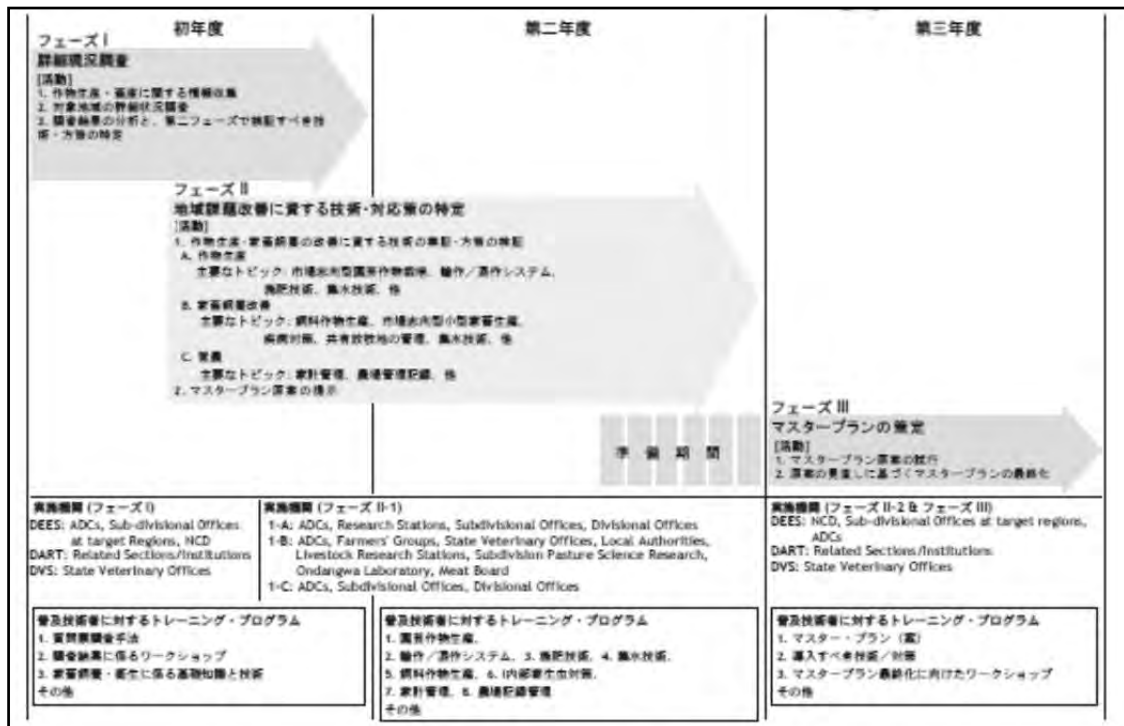 初年度
第二年度
第三年度
フェーズ I
詳細現況調査
[活動]
1. 作物生産・畜産に関する情報収集
2. 対象地域の詳細状況調査
3. 調査結果の分析と、第二フェーズで検証すべき技
術・方策の特定
フェーズ II
地域課題改善に資する技術・対応策の特定
[活動]
1. 作物生産・家畜飼養の改善に資する技術の検証・方策の検証
A. 作物生産
主要なトピック: 市場志向型園芸作物栽培、輪作／混作システム、
施肥技術、集水技術、他
B. 家畜飼養改善
主要なトピック: 飼料作物生産、市場志向型小型家畜生産、
疾病対策、共有放牧地の管理、集水技術、他
C. 営農
主要なトピック: 家計管理、農場管理記録、他
2. マスタープラン原案の提示
準備期間
フェーズ III
マスタープランの策定
[活動]
1. マスタープラン原案の試行
2. 原案の見直しに基づくマスタープランの最終化
実施機関 (フェーズ I)
DEES: ADCs, Sub-divisional Offices
at target Regions, NCD
DART: Related Sections/Institutions
DVS: State Veterinary Offices
実施機関 (フェーズ II-1)
1-A: ADCs, Research Stations, Subdivisional Offices, Divisional Offices
1-B: ADCs, Farmers' Groups, State Veterinary Offices, Local Authorities,
Livestock Research Stations, Subdivision Pasture Science Research,
Ondangwa Laboratory, Meat Board
1-C: ADCs, Subdivisional Offices, Divisional Offices
実施機関 (フェーズ II-2 & フェーズ III)
DEES: NCD, Sub-divisional Offices at target regions,
ADCs
DART: Related Sections/Institutions
DVS: State Veterinary Offices
普及技術者に対するトレーニング・プログラム
1. 質問票調査手法
2. 調査結果に係るワークショップ
3. 家畜飼養・衛生に係る基礎知識と技術
その他
普及技術者に対するトレーニング・プログラム
1. 園芸作物生産、
2. 輪作／混作システム、3. 施肥技術、4. 集水技術、
5. 飼料作物生産、6. (内部寄生虫対策、
7. 家計管理、8. 農場記録管理
その他
普及技術者に対するトレーニング・プログラム
1. マスター・プラン（案）
2. 導入すべき技術／対策
3. マスタープラン最終化に向けたワークショップ
その他